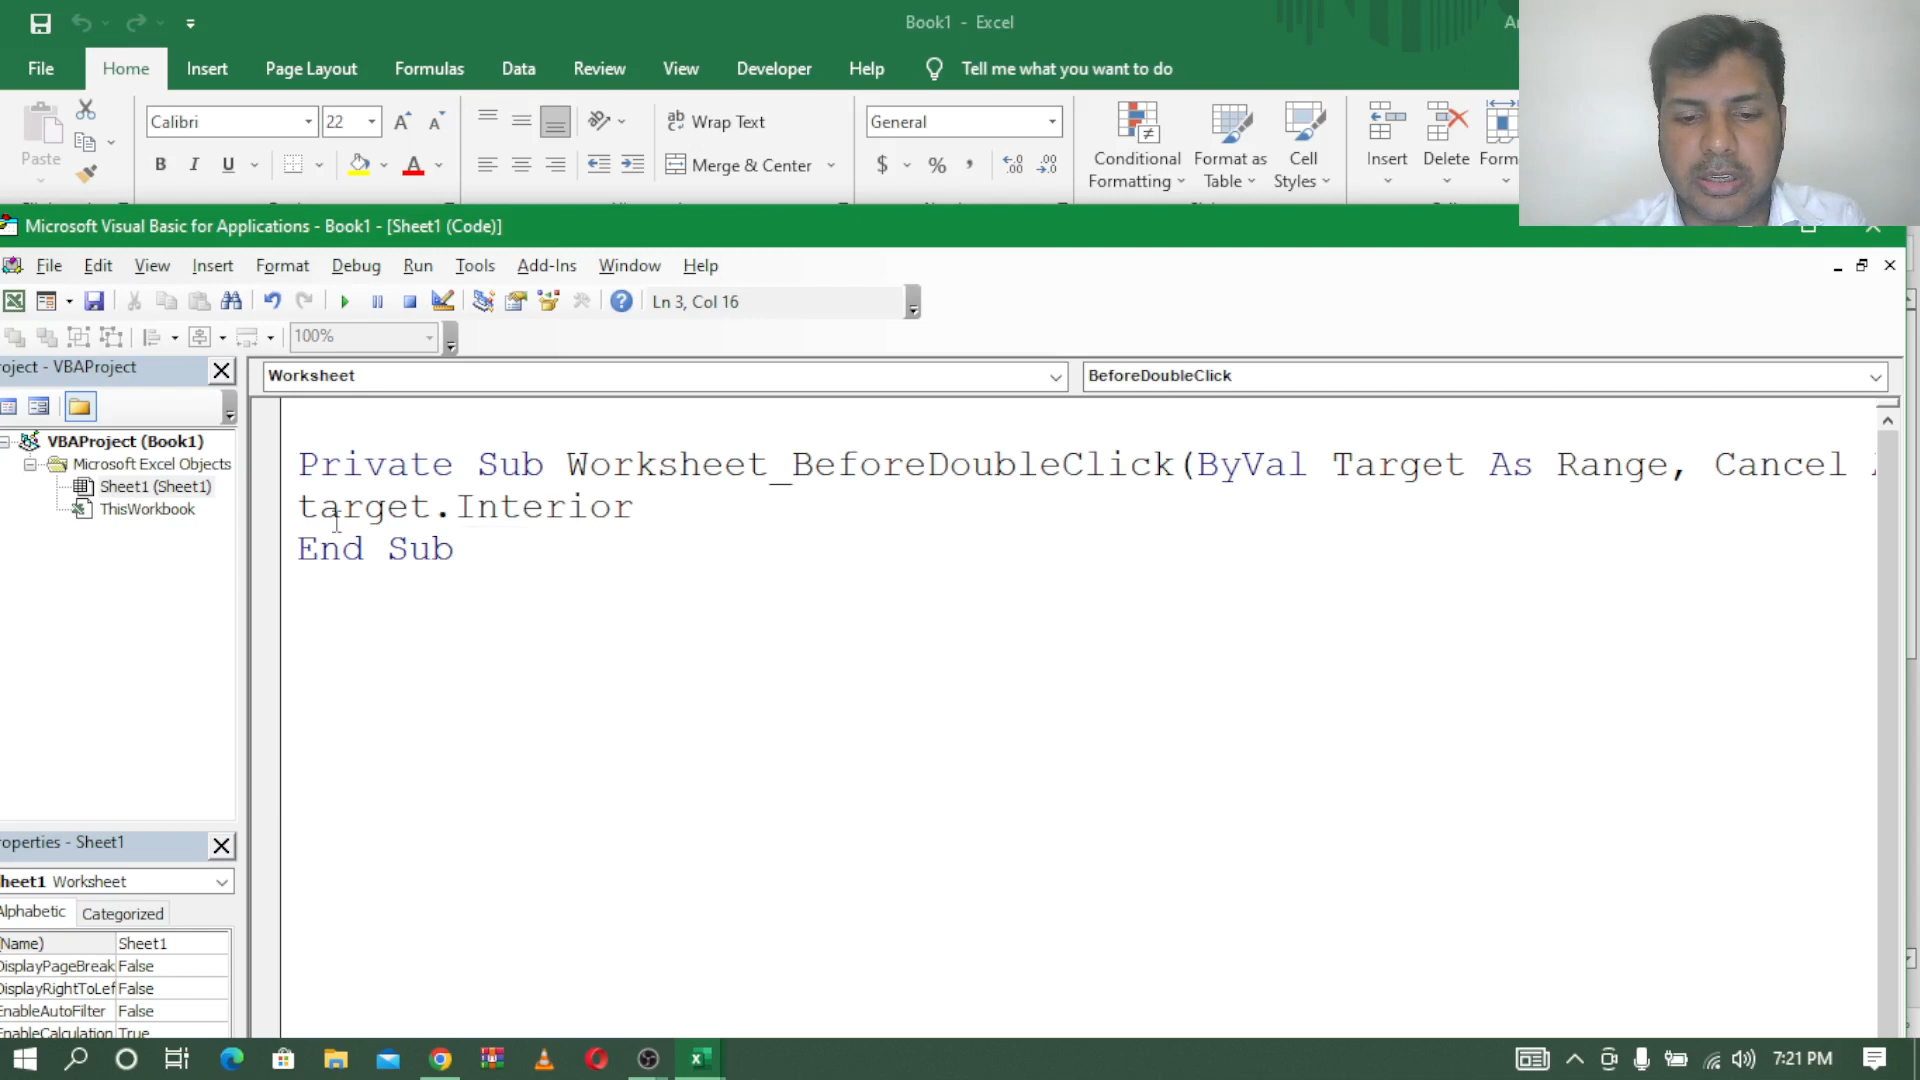 Book1 - Excel
File Home Insert Page Layout Formulas Data Review View Developer Help Tell me what you want to do
Calibri 22 Wrap Text General
Paste B I U Merge & Center $ % Conditional Formatting Format as Table Cell Styles Insert Delete Form
Microsoft Visual Basic for Applications - Book1 - [Sheet1 (Code)]
File Edit View Insert Format Debug Run Tools Add-Ins Window Help
Ln 3, Col 16
100%
roject - VBAProject
Worksheet BeforeDoubleClick
VBAProject (Book1)
Microsoft Excel Objects
Sheet1 (Sheet1)
ThisWorkbook
Private Sub Worksheet_BeforeDoubleClick(ByVal Target As Range, Cancel
target.Interior
End Sub
roperties - Sheet1
heet1 Worksheet
Alphabetic Categorized
(Name) Sheet1
DisplayPageBreak False
DisplayRightToLef False
EnableAutoFilter False
EnableCalculation True
7:21 PM